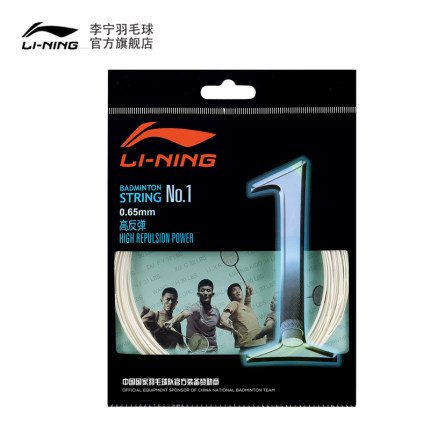 LI-NING
李宁羽毛球
官方旗舰店
LI-NING
BADMINTON
STRING No.1
0.65mm
高反弹
HIGH REPULSION POWER
1
中国国家羽毛球队官方装备赞助商
OFFICIAL EQUIPMENT SPONSOR OF CHINA NATIONAL BADMINTON TEAM